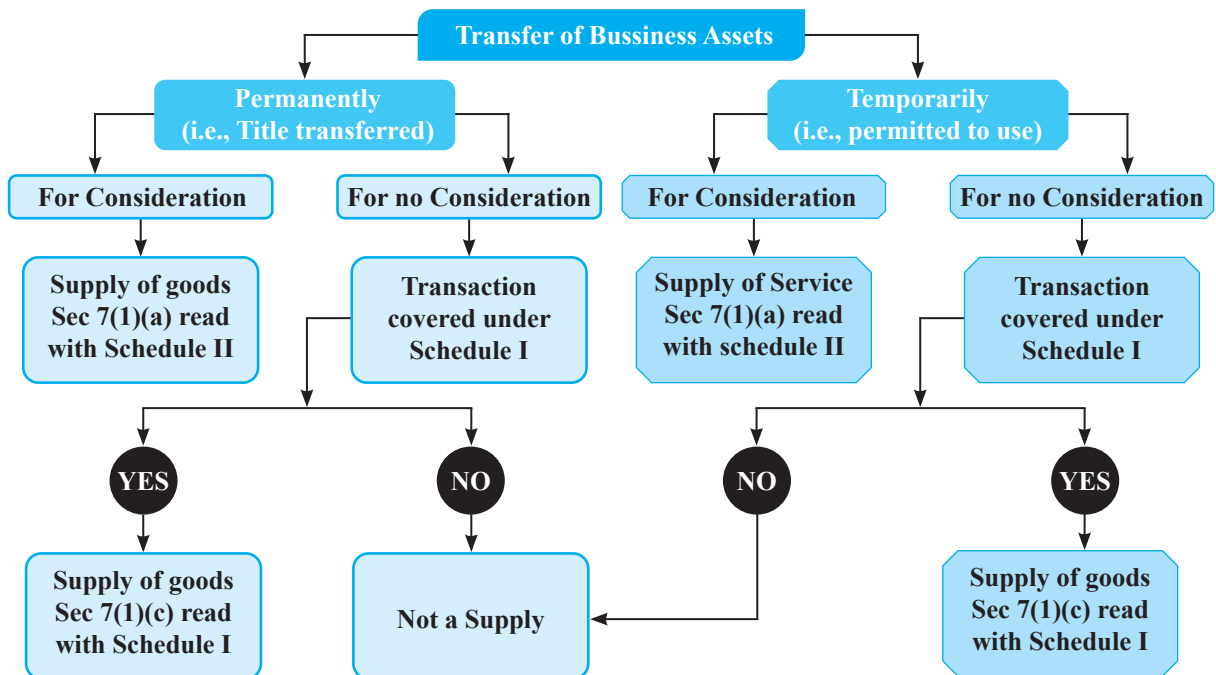 Transfer of Bussiness Assets
Permanently
(i.e., Title transferred)
Temporarily
(i.e., permitted to use)
For Consideration
For no Consideration
For Consideration
For no Consideration
Supply of goods
Sec 7(1)(a) read
with Schedule II
Transaction
covered under
Schedule I
Supply of Service
Sec 7(1)(a) read
with schedule II
Transaction
covered under
Schedule I
YES
NO
NO
YES
Supply of goods
Sec 7(1)(c) read
with Schedule I
Not a Supply
Supply of goods
Sec 7(1)(c) read
with Schedule I